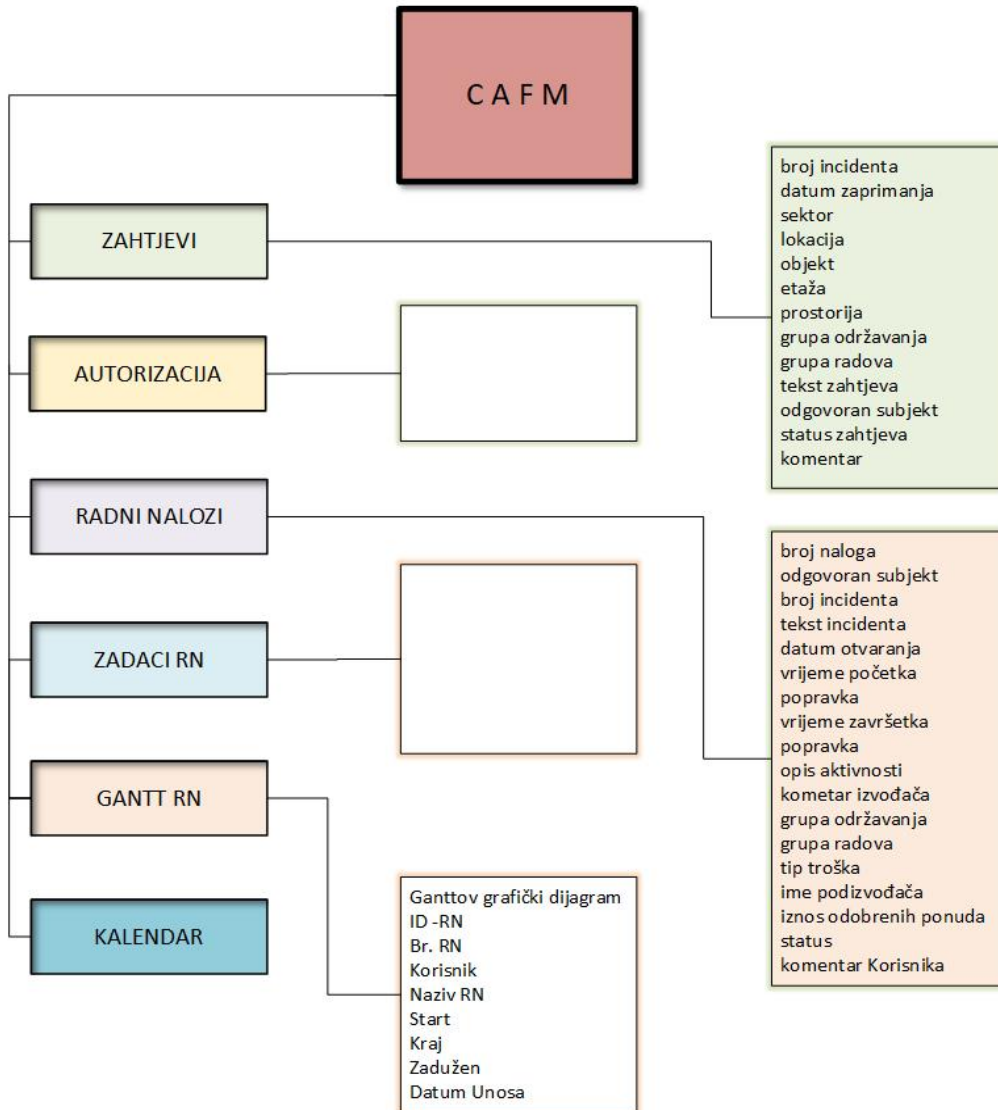 C A F M
ZAHTJEVI
broj incidenta
datum zaprimanja
sektor
lokacija
objekt
etaža
prostorija
grupa održavanja
grupa radova
tekst zahtjeva
odgovoran subjekt
status zahtjeva
komentar
AUTORIZACIJA
RADNI NALOZI
broj naloga
odgovoran subjekt
broj incidenta
tekst incidenta
datum otvaranja
vrijeme početka
popravka
vrijeme završetka
popravka
opis aktivnosti
kometar izvođača
grupa održavanja
grupa radova
tip troška
ime podizvođača
iznos odobrenih ponuda
status
komentar Korisnika
ZADACI RN
GANTT RN
Ganttov grafički dijagram
ID -RN
Br. RN
Korisnik
Naziv RN
Start
Kraj
Zadužen
Datum Unosa
KALENDAR